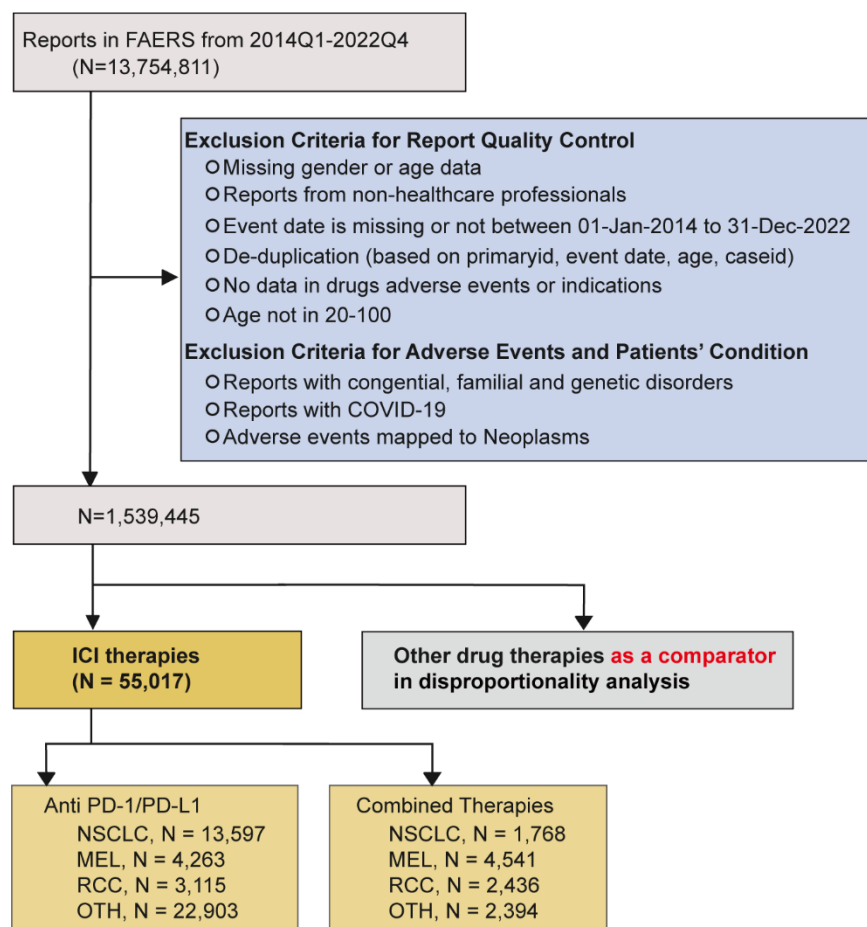 Reports in FAERS from 2014Q1-2022Q4
(N=13,754,811)
Exclusion Criteria for Report Quality Control
Missing gender or age data
Reports from non-healthcare professionals
Event date is missing or not between 01-Jan-2014 to 31-Dec-2022
De-duplication (based on primaryid, event date, age, caseid)
No data in drugs adverse events or indications
Age not in 20-100
Exclusion Criteria for Adverse Events and Patients’ Condition
Reports with congential, familial and genetic disorders
Reports with COVID-19
Adverse events mapped to Neoplasms
N=1,539,445
ICI therapies
(N = 55,017)
Other drug therapies as a comparator
in disproportionality analysis
Anti PD-1/PD-L1
NSCLC, N = 13,597
MEL, N = 4,263
RCC, N = 3,115
OTH, N = 22,903
Combined Therapies
NSCLC, N = 1,768
MEL, N = 4,541
RCC, N = 2,436
OTH, N = 2,394